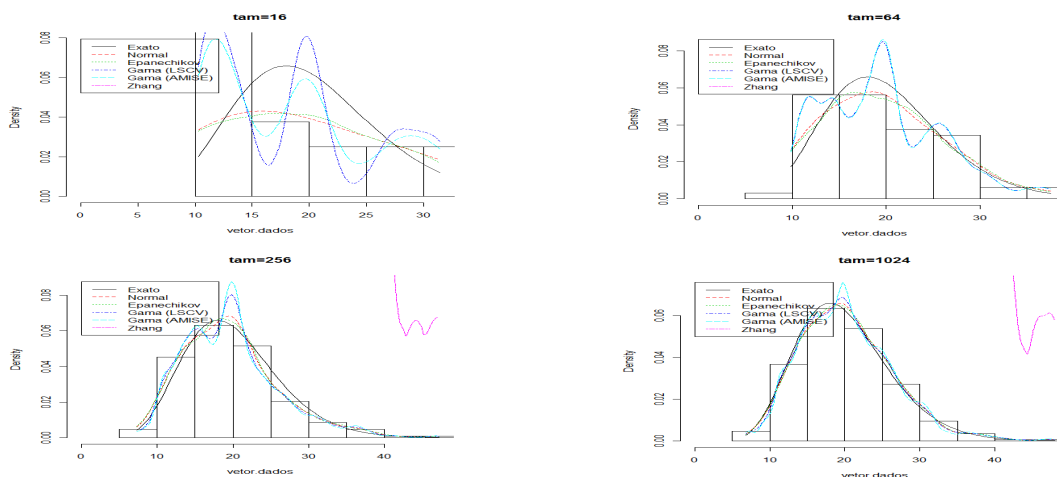 tam=16
Density
0.00 0.02 0.04 0.06 0.08
Exato
Normal
Epanechikov
Gama (LSCV)
Gama (AMISE)
Zhang
0 5 10 15 20 25 30
vetor.dados
tam=64
Density
0.00 0.02 0.04 0.06 0.08
Exato
Normal
Epanechikov
Gama (LSCV)
Gama (AMISE)
Zhang
0 10 20 30
vetor.dados
tam=256
Density
0.00 0.02 0.04 0.06 0.08
Exato
Normal
Epanechikov
Gama (LSCV)
Gama (AMISE)
Zhang
0 10 20 30 40
vetor.dados
tam=1024
Density
0.00 0.02 0.04 0.06 0.08
Exato
Normal
Epanechikov
Gama (LSCV)
Gama (AMISE)
Zhang
0 10 20 30 40
vetor.dados